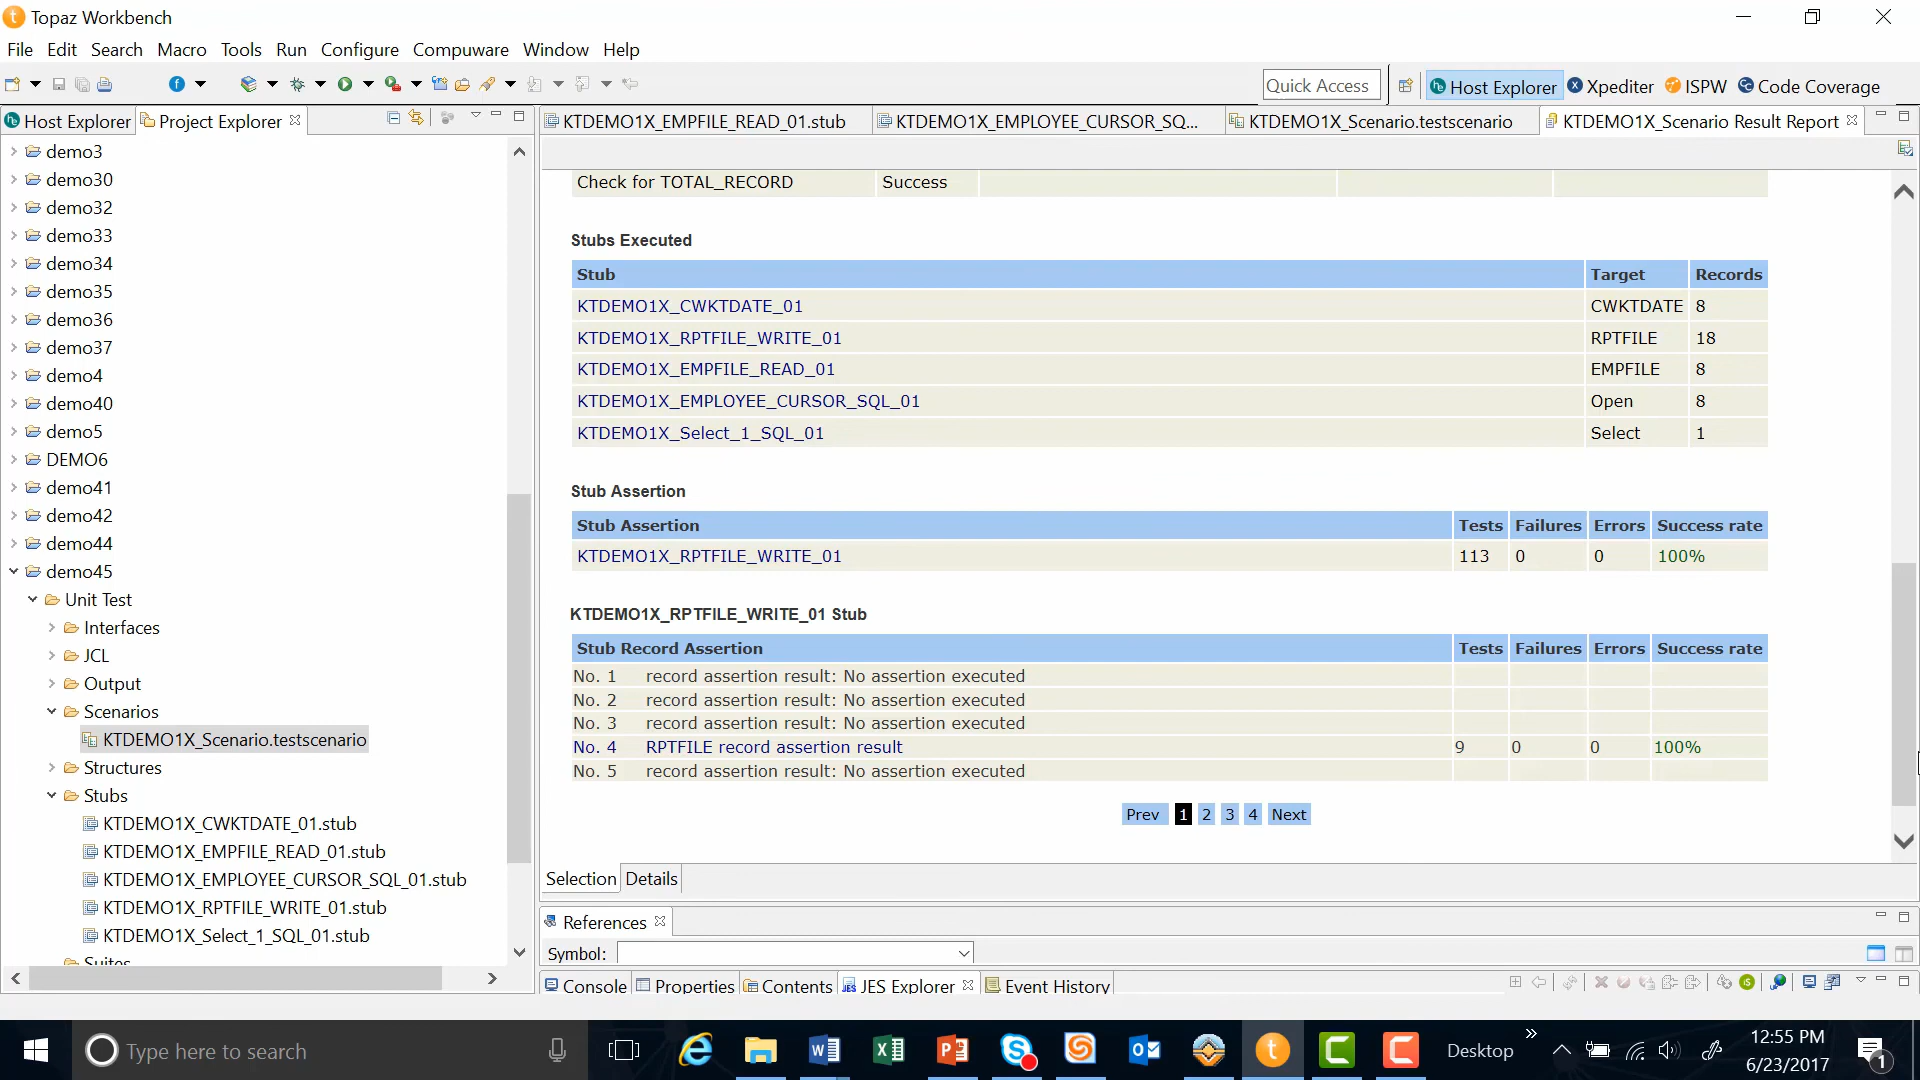 Topaz Workbench
File Edit Search Macro Tools Run Configure Compuware Window Help
Quick Access Host Explorer Xpediter ISPW Code Coverage
Host Explorer Project Explorer
demo3
demo30
demo32
demo33
demo34
demo35
demo36
demo37
demo4
demo40
demo5
DEMO6
demo41
demo42
demo44
demo45
Unit Test
Interfaces
JCL
Output
Scenarios
KTDEMO1X_Scenario.testscenario
Structures
Stubs
KTDEMO1X_CWKTDATE_01.stub
KTDEMO1X_EMPFILE_READ_01.stub
KTDEMO1X_EMPLOYEE_CURSOR_SQL_01.stub
KTDEMO1X_RPTFILE_WRITE_01.stub
KTDEMO1X_Select_1_SQL_01.stub
Suites
KTDEMO1X_EMPFILE_READ_01.stub KTDEMO1X_EMPLOYEE_CURSOR_SQ... KTDEMO1X_Scenario.testscenario KTDEMO1X_Scenario Result Report
Check for TOTAL_RECORD Success
Stubs Executed
Stub Target Records
KTDEMO1X_CWKTDATE_01 CWKTDATE 8
KTDEMO1X_RPTFILE_WRITE_01 RPTFILE 18
KTDEMO1X_EMPFILE_READ_01 EMPFILE 8
KTDEMO1X_EMPLOYEE_CURSOR_SQL_01 Open 8
KTDEMO1X_Select_1_SQL_01 Select 1
Stub Assertion
Stub Assertion Tests Failures Errors Success rate
KTDEMO1X_RPTFILE_WRITE_01 113 0 0 100%
KTDEMO1X_RPTFILE_WRITE_01 Stub
Stub Record Assertion Tests Failures Errors Success rate
No. 1 record assertion result: No assertion executed
No. 2 record assertion result: No assertion executed
No. 3 record assertion result: No assertion executed
No. 4 RPTFILE record assertion result 9 0 0 100%
No. 5 record assertion result: No assertion executed
Prev 1 2 3 4 Next
Selection Details
References
Symbol:
Console Properties Contents JES Explorer Event History
Type here to search
Desktop
12:55 PM
6/23/2017
1